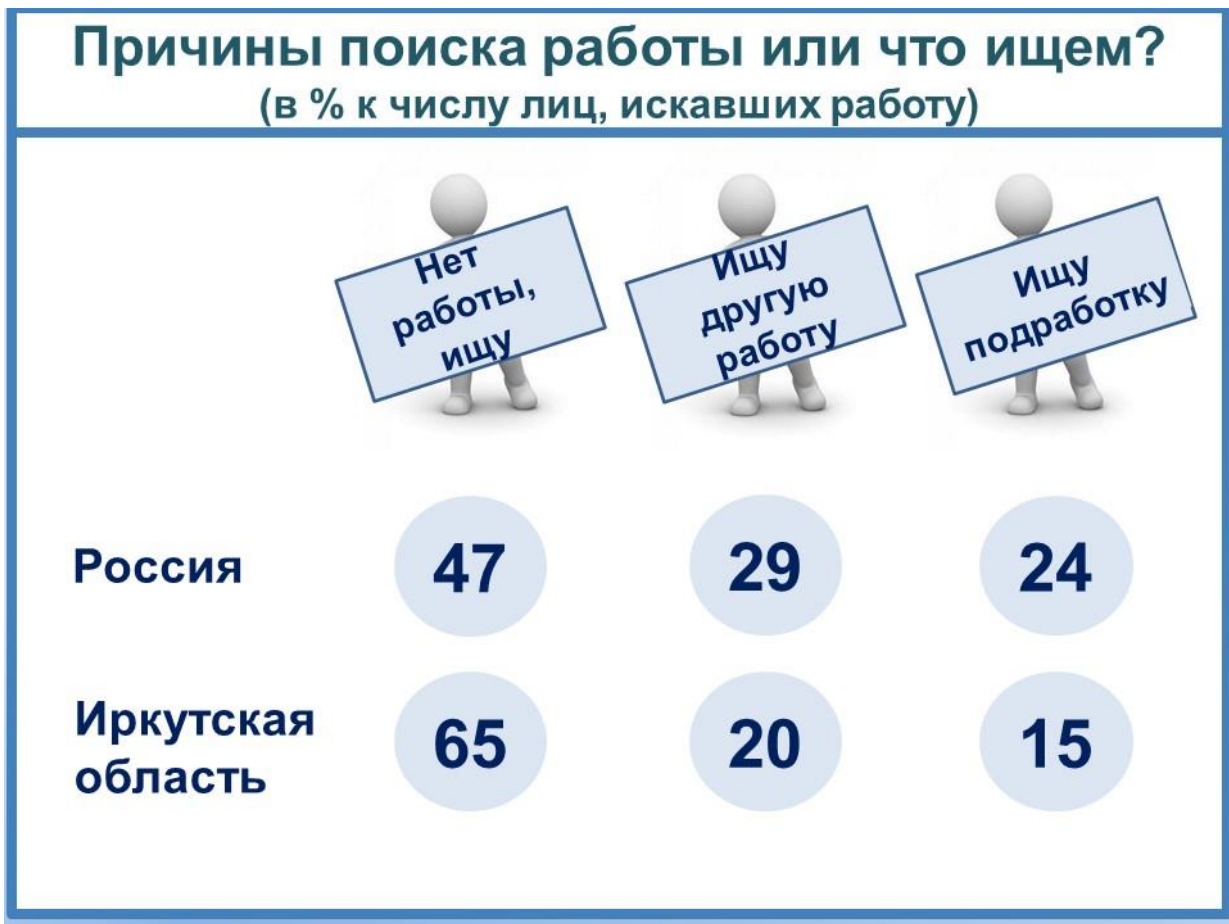 Причины поиска работы или что ищем?
(в % к числу лиц, искавших работу)
Нет
работы,
ищу
Ищу
другую
работу
Ищу
подработку
Россия
47
29
24
Иркутская
область
65
20
15